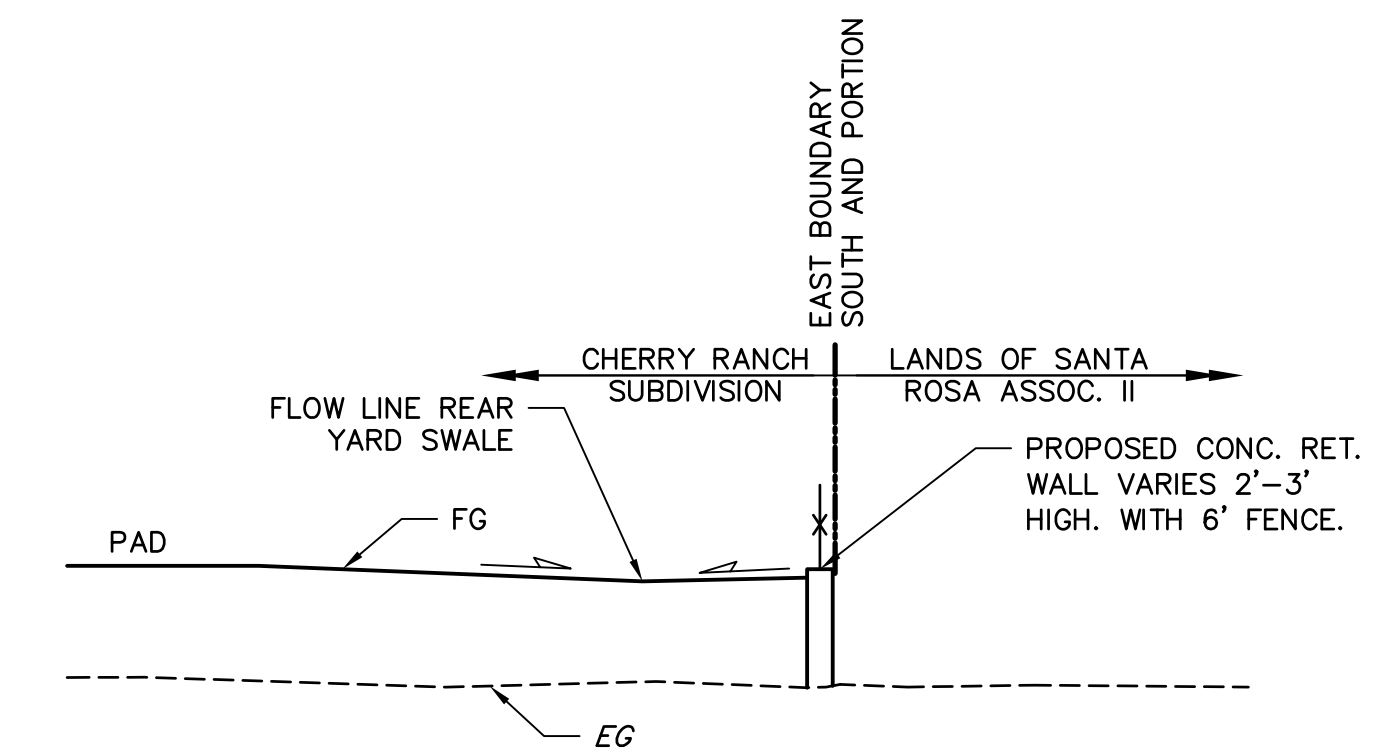 EAST BOUNDARY
SOUTH AND PORTION
CHERRY RANCH
SUBDIVISION
LANDS OF SANTA
ROSA ASSOC. II
FLOW LINE REAR
YARD SWALE
PROPOSED CONC. RET.
WALL VARIES 2'-3'
HIGH. WITH 6' FENCE.
FG
PAD
X
EG